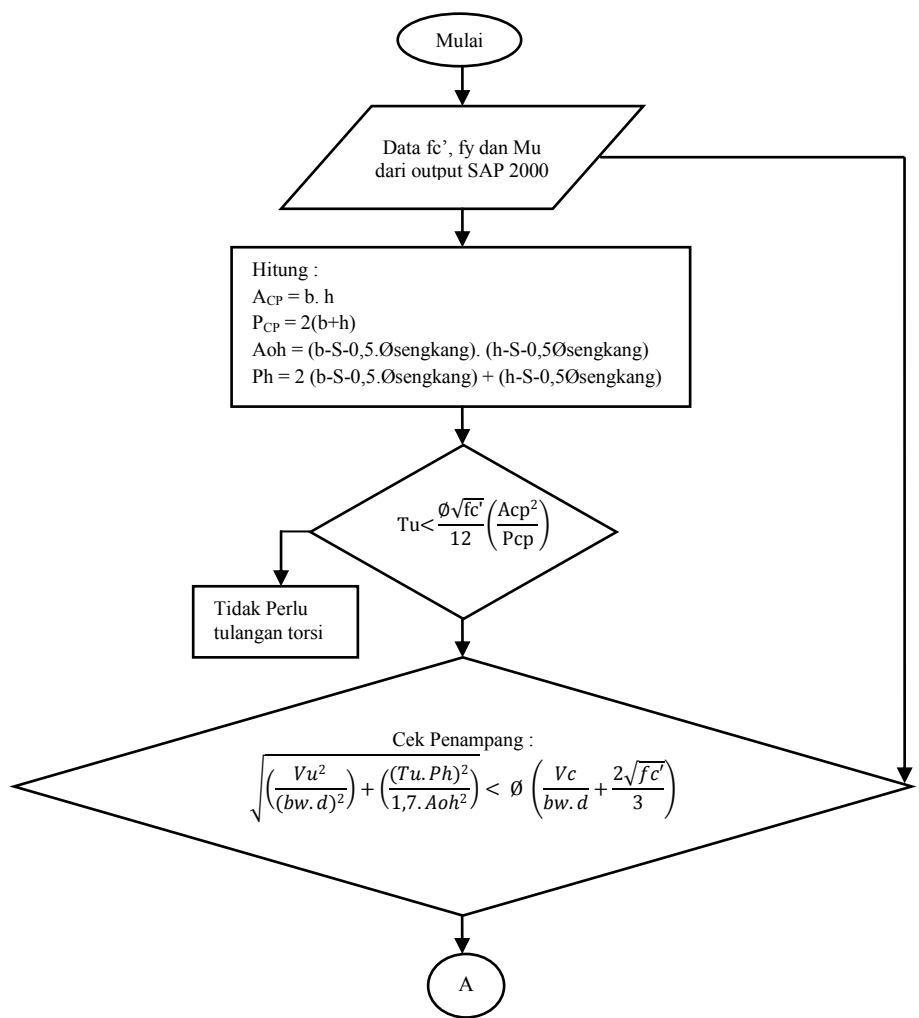 Mulai
Data fc’, fy dan Mu
dari output SAP 2000
Hitung :
A_CP = b. h
P_CP = 2(b+h)
Aoh = (b-S-0,5.Øsengkang). (h-S-0,5Øsengkang)
Ph = 2 (b-S-0,5.Øsengkang) + (h-S-0,5Øsengkang)
Tu< Ø√fc'/12 (Acp²/Pcp)
Tidak Perlu
tulangan torsi
Cek Penampang :
√((Vu²/(bw.d)²) + ((Tu.Ph)²/1,7.Aoh²)) < Ø (Vc/bw.d + 2√fc'/3)
A